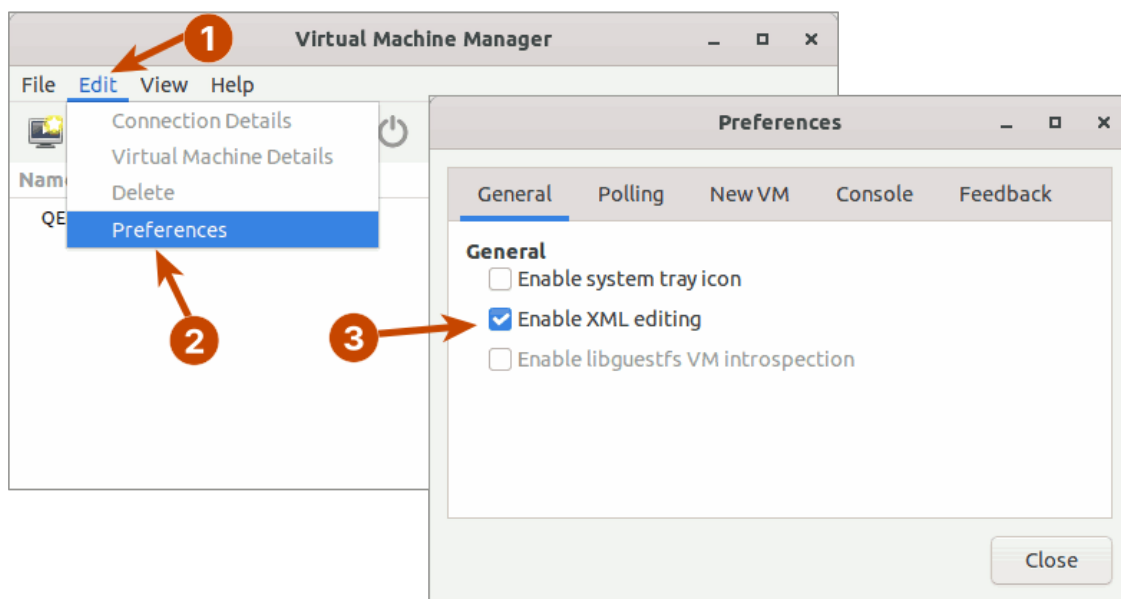 1
Virtual Machine Manager
File Edit View Help
Connection Details
Virtual Machine Details
Delete
Preferences
2
Preferences
General Polling New VM Console Feedback
General
Enable system tray icon
3 Enable XML editing
Enable libguestfs VM introspection
Close